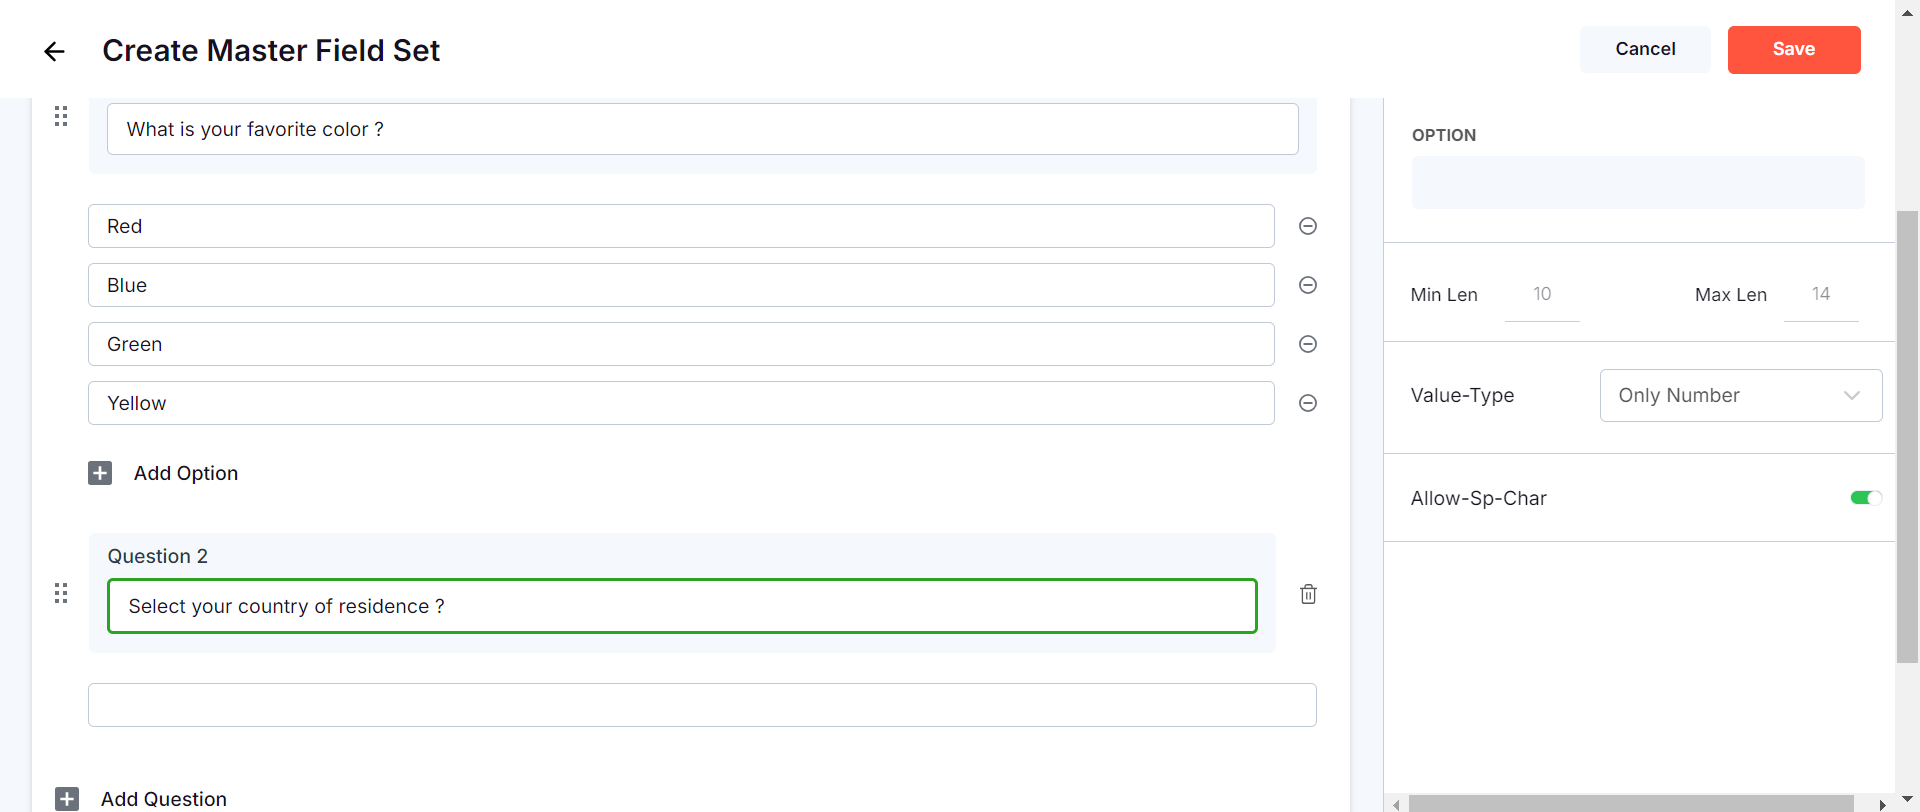 Create Master Field Set
Cancel
Save
What is your favorite color ?
Red
Blue
Green
Yellow
Add Option
Question 2
Select your country of residence ?
Add Question
OPTION
Min Len 10 Max Len 14
Value-Type Only Number
Allow-Sp-Char